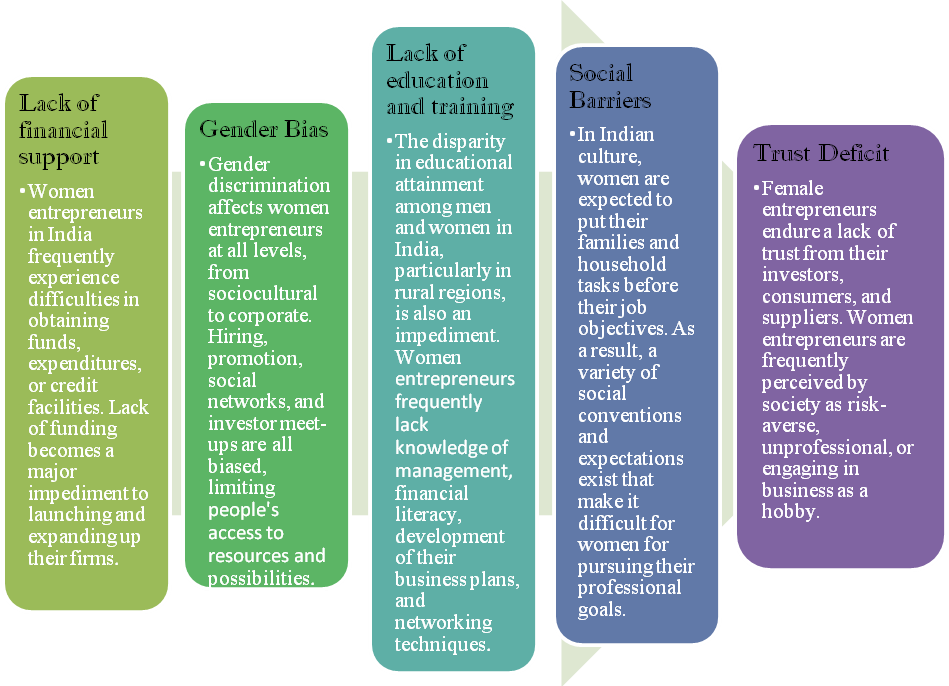 Lack of
financial
support
•Women
entrepreneurs
in India
frequently
experience
difficulties in
obtaining
funds,
expenditures,
or credit
facilities. Lack
of funding
becomes a
major
impediment to
launching and
expanding up
their firms.
Gender Bias
•Gender
discrimination
affects women
entrepreneurs
at all levels,
from
sociocultural
to corporate.
Hiring,
promotion,
social
networks, and
investor meet-
ups are all
biased,
limiting
people's
access to
resources and
possibilities.
Lack of
education
and training
•The disparity
in educational
attainment
among men
and women in
India,
particularly in
rural regions,
is also an
impediment.
Women
entrepreneurs
frequently
lack
knowledge of
management,
financial
literacy,
development
of their
business plans,
and
networking
techniques.
Social
Barriers
•In Indian
culture,
women are
expected to
put their
families and
household
tasks before
their job
objectives. As
a result, a
variety of
social
conventions
and
expectations
exist that
make it
difficult for
women for
pursuing their
professional
goals.
Trust Deficit
•Female
entrepreneurs
endure a lack of
trust from their
investors,
consumers, and
suppliers. Women
entrepreneurs are
frequently
perceived by
society as risk-
averse,
unprofessional, or
engaging in
business as a
hobby.